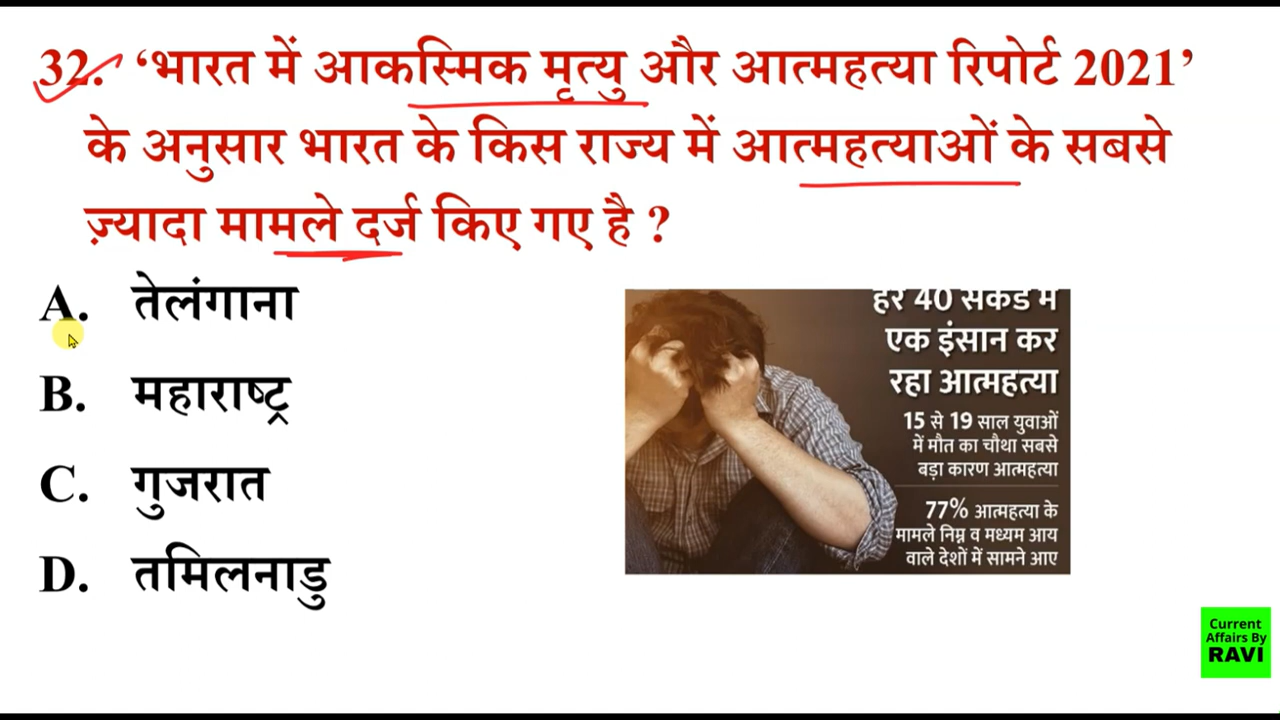 32. ‘भारत में आकस्मिक मृत्यु और आत्महत्या रिपोर्ट 2021’
के अनुसार भारत के किस राज्य में आत्महत्याओं के सबसे
ज़्यादा मामले दर्ज किए गए है ?
A. तेलंगाना
B. महाराष्ट्र
C. गुजरात
D. तमिलनाडु
हर 40 सेकंड में
एक इंसान कर
रहा आत्महत्या
15 से 19 साल युवाओं
में मौत का चौथा सबसे
बड़ा कारण आत्महत्या
77% आत्महत्या के
मामले निम्न व मध्यम आय
वाले देशों में सामने आए
Current
Affairs By
RAVI